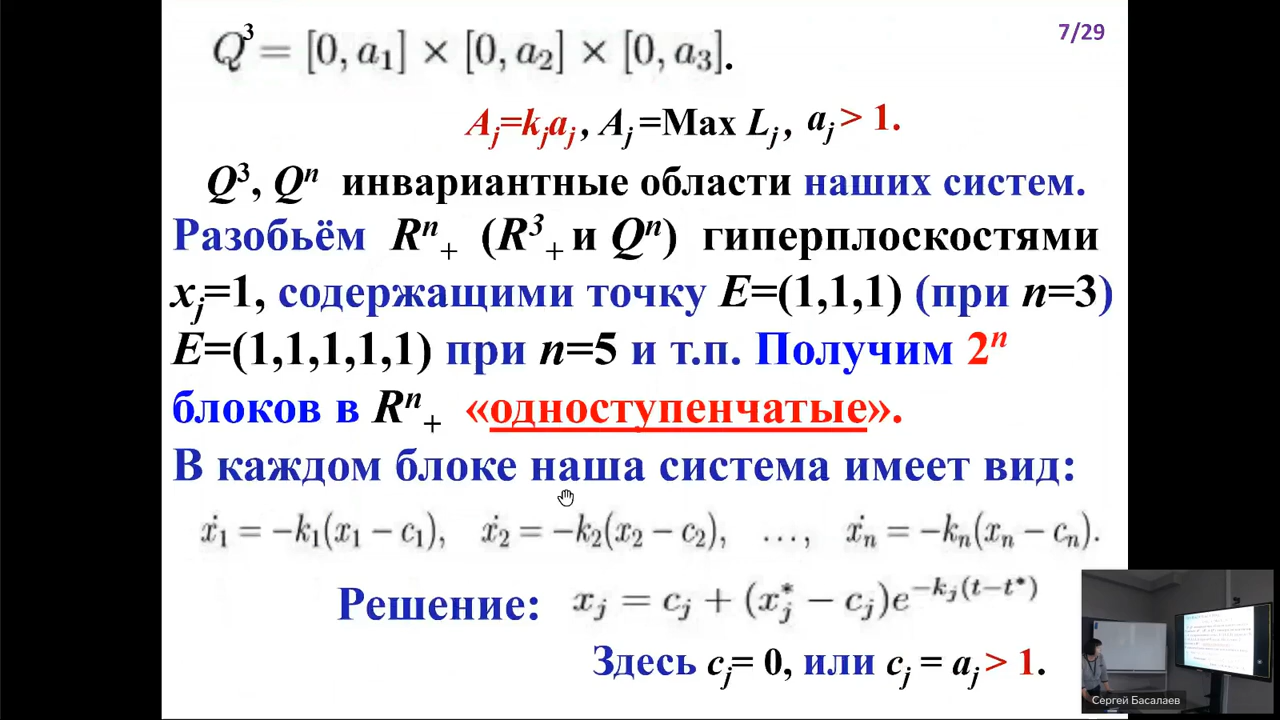 7/29
Q³ = [0, a₁] × [0, a₂] × [0, a₃].
Aⱼ=kⱼaⱼ , Aⱼ =Max Lⱼ , aⱼ > 1.
Q³, Qⁿ инвариантные области наших систем.
Разобьём Rⁿ₊ (R³₊ и Qⁿ) гиперплоскостями
xⱼ=1, содержащими точку E=(1,1,1) (при n=3)
E=(1,1,1,1,1) при n=5 и т.п. Получим 2ⁿ
блоков в Rⁿ₊ «одноступенчатые».
В каждом блоке наша система имеет вид:
ẋ₁ = −k₁(x₁ − c₁), ẋ₂ = −k₂(x₂ − c₂), …, ẋₙ = −kₙ(xₙ − cₙ).
Решение: xⱼ = cⱼ + (xⱼ* − cⱼ)e^{−kⱼ(t−t*)}
Здесь cⱼ= 0, или cⱼ = aⱼ > 1.
Сергей Басалаев